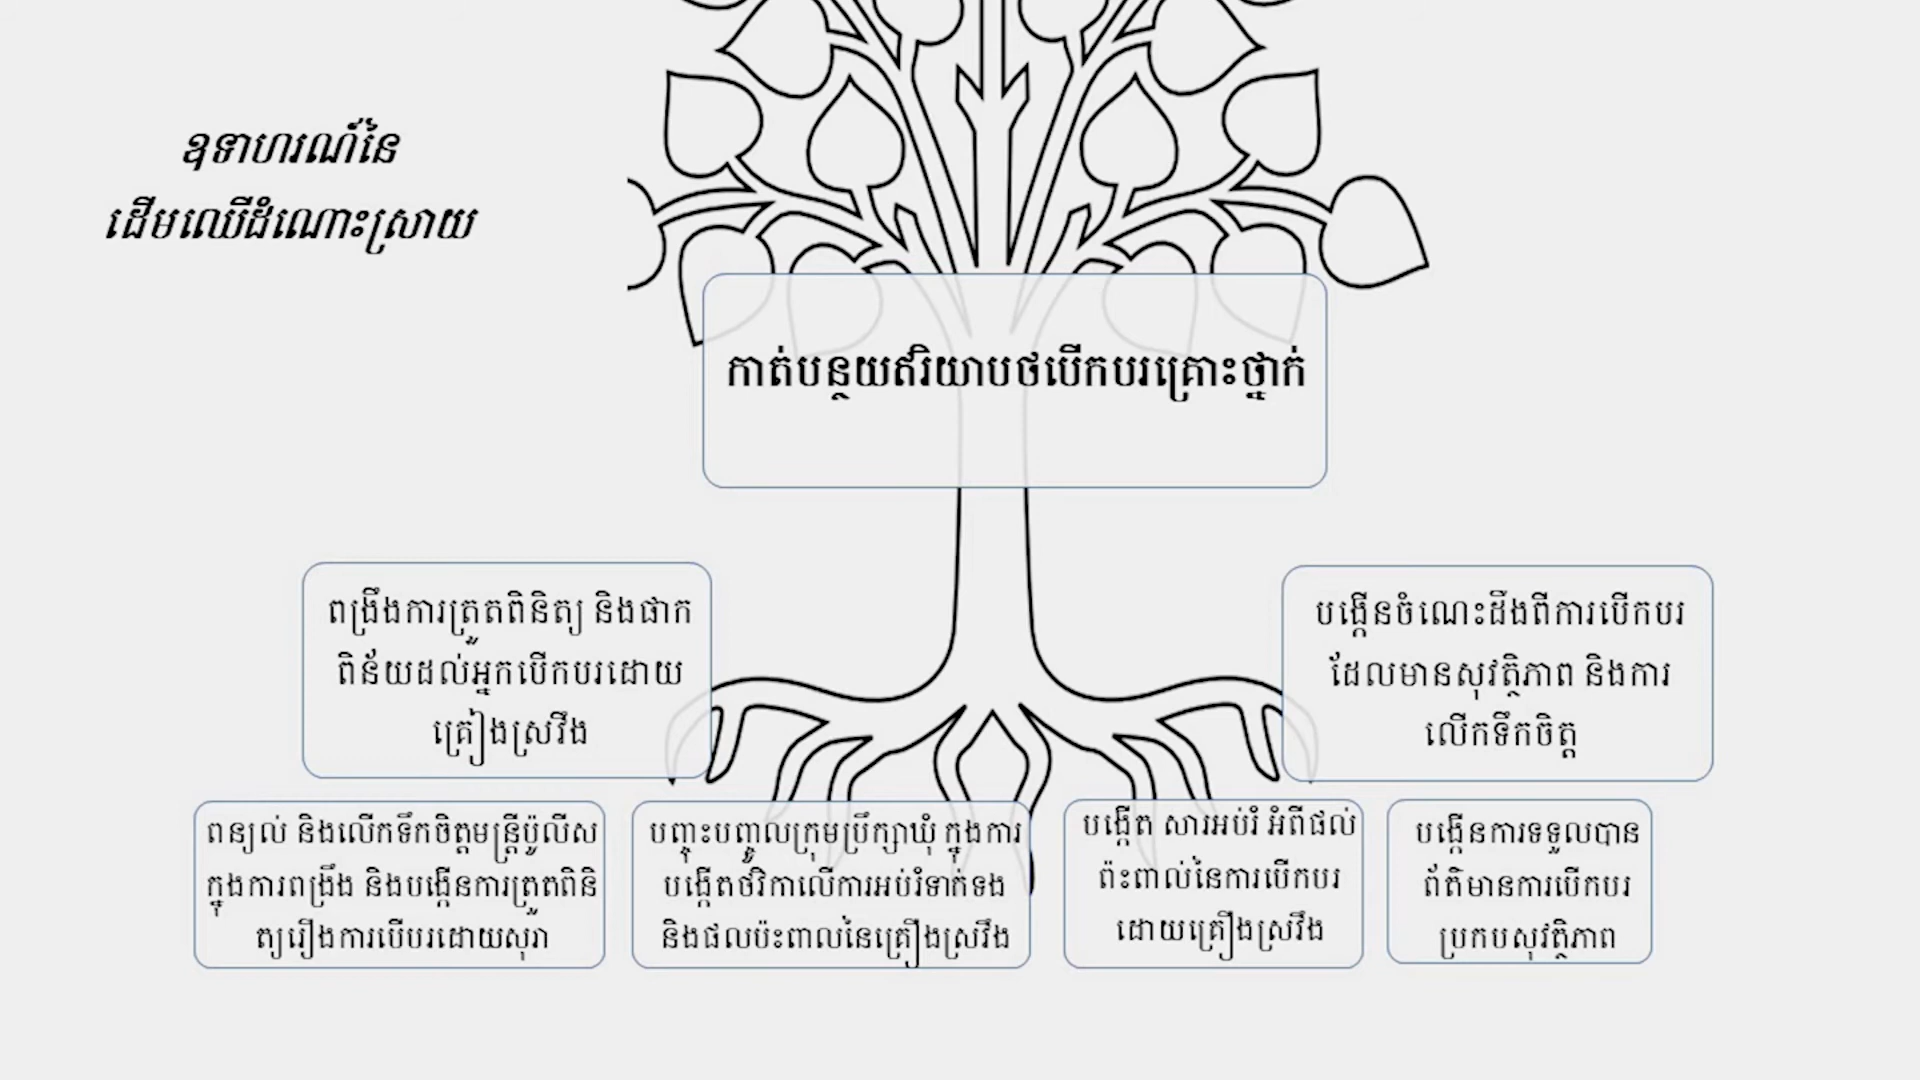 ឧទាហរណ៍នៃ
ដើមឈើដំណោះស្រាយ
កាត់បន្ថយឥរិយាបថបើកបរគ្រោះថ្នាក់
ពង្រឹងការត្រួតពិនិត្យ និងផាក
ពិន័យដល់អ្នកបើកបរដោយ
គ្រៀងស្រវឹង
បង្កើនចំណេះដឹងពីការបើកបរ
ដែលមានសុវត្ថិភាព និងការ
លើកទឹកចិត្ត
ពន្យល់ និងលើកទឹកចិត្តមន្ត្រីប៉ូលីស
ក្នុងការពង្រឹង និងបង្កើនការត្រួតពិនិ
ត្យរឿងការបើបរដោយសុរា
បញ្ចុះបញ្ចូលក្រុមប្រឹក្សាឃុំ ក្នុងការ
បង្កើតថវិកាលើការអប់រំទាក់ទង
និងផលប៉ះពាល់នៃគ្រឿងស្រវឹង
បង្កើត សារអប់រំ អំពីផល់
ប៉ះពាល់នៃការបើកបរ
ដោយគ្រឿងស្រវឹង
បង្កើនការទទួលបាន
ព័ត៌មានការបើកបរ
ប្រកបសុវត្ថិភាព